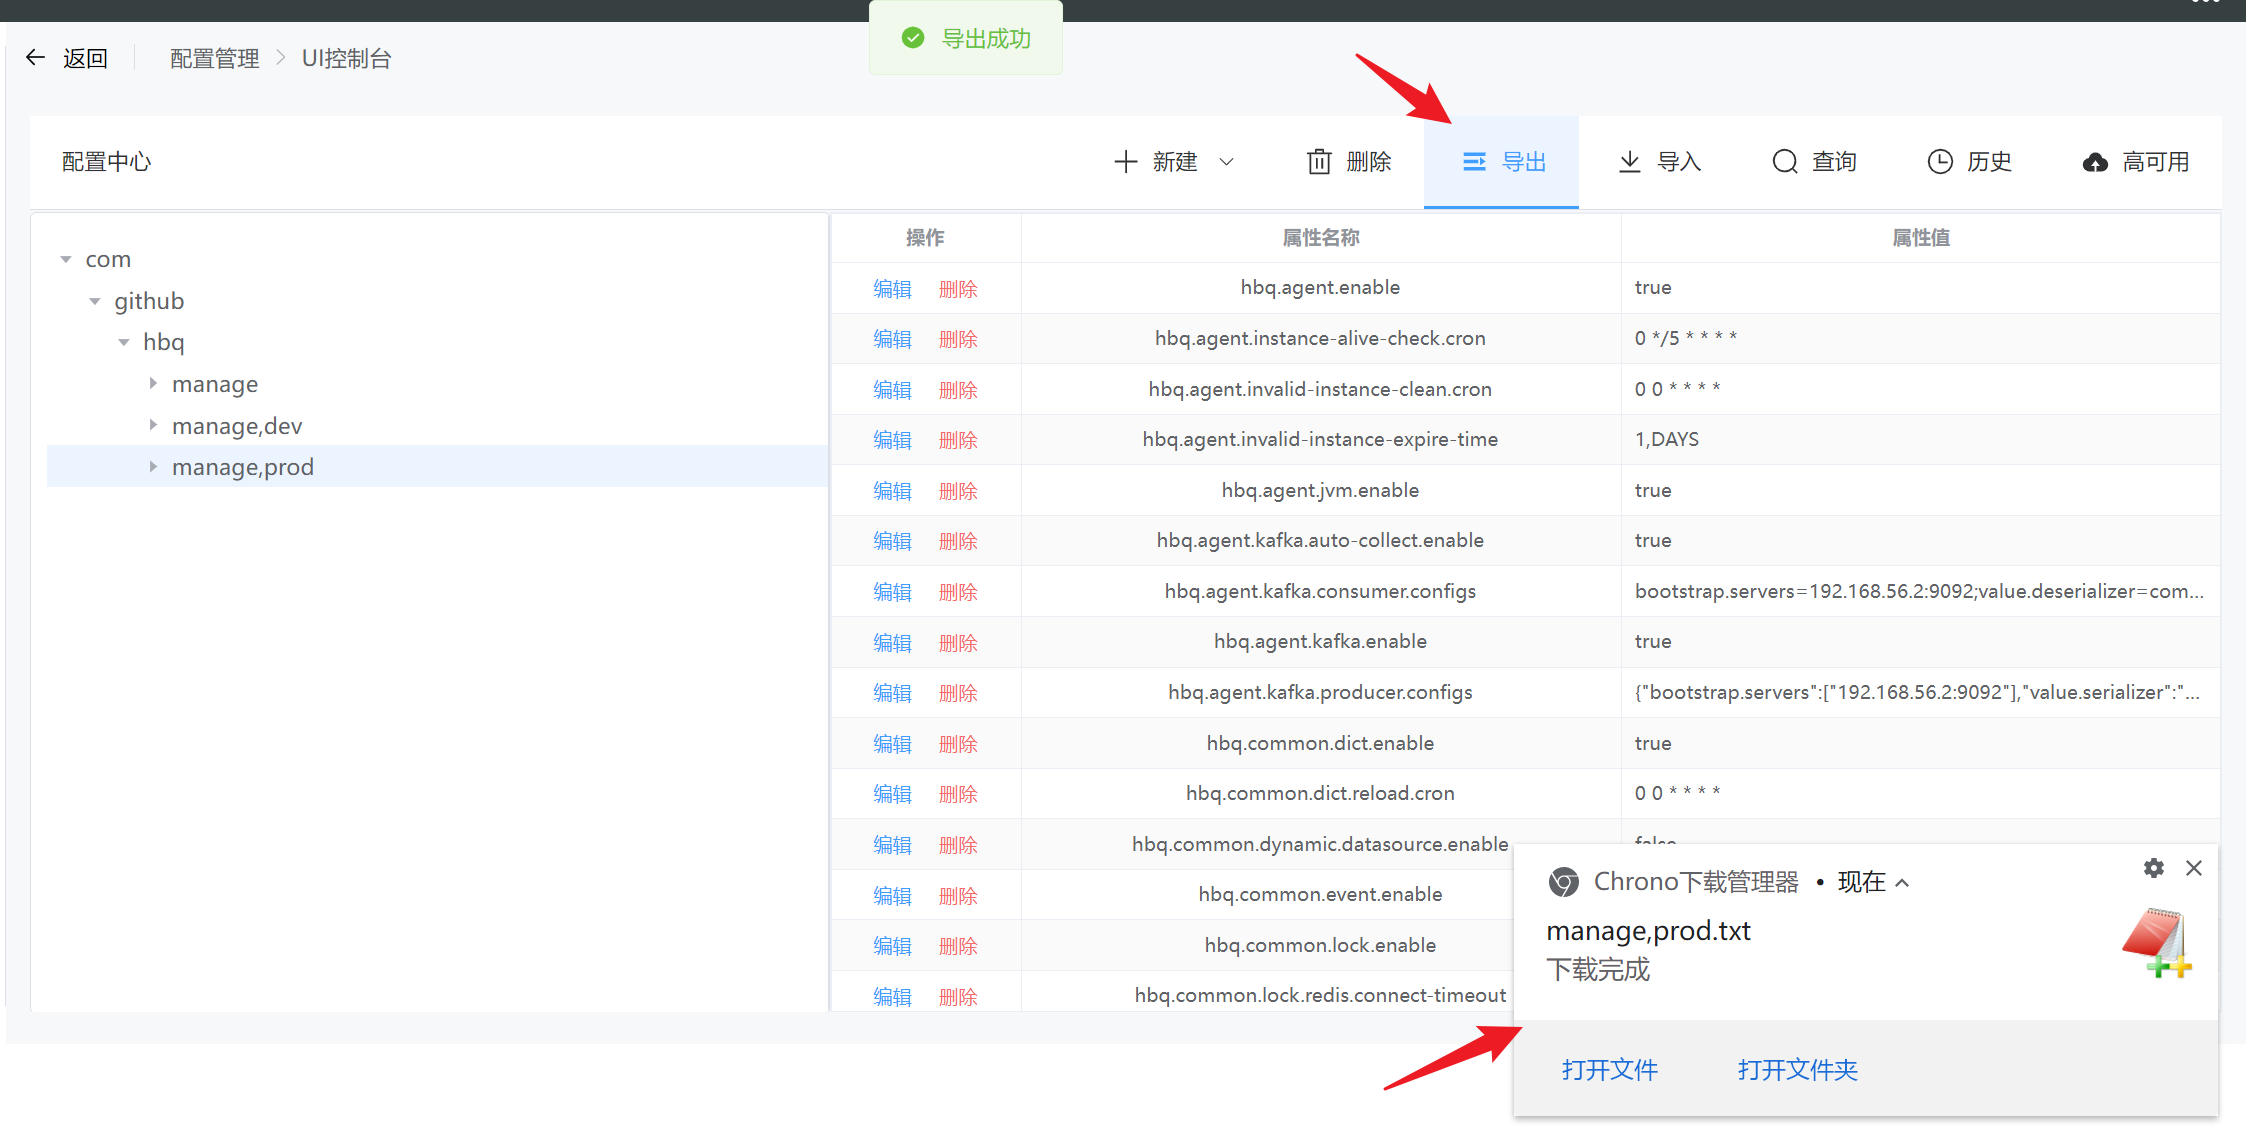 导出成功
返回 配置管理 UI控制台
配置中心 新建 删除 导出 导入 查询 历史 高可用
com
github
hbq
manage
manage,dev
manage,prod
操作 属性名称 属性值
编辑 删除 hbq.agent.enable true
编辑 删除 hbq.agent.instance-alive-check.cron 0 */5 * * * *
编辑 删除 hbq.agent.invalid-instance-clean.cron 0 0 * * * *
编辑 删除 hbq.agent.invalid-instance-expire-time 1,DAYS
编辑 删除 hbq.agent.jvm.enable true
编辑 删除 hbq.agent.kafka.auto-collect.enable true
编辑 删除 hbq.agent.kafka.consumer.configs bootstrap.servers=192.168.56.2:9092;value.deserializer=com...
编辑 删除 hbq.agent.kafka.enable true
编辑 删除 hbq.agent.kafka.producer.configs {"bootstrap.servers":["192.168.56.2:9092"],"value.serializer":"...
编辑 删除 hbq.common.dict.enable true
编辑 删除 hbq.common.dict.reload.cron 0 0 * * * *
编辑 删除 hbq.common.dynamic.datasource.enable false
编辑 删除 hbq.common.event.enable
编辑 删除 hbq.common.lock.enable
编辑 删除 hbq.common.lock.redis.connect-timeout
Chrono下载管理器 • 现在
manage,prod.txt
下载完成
打开文件 打开文件夹